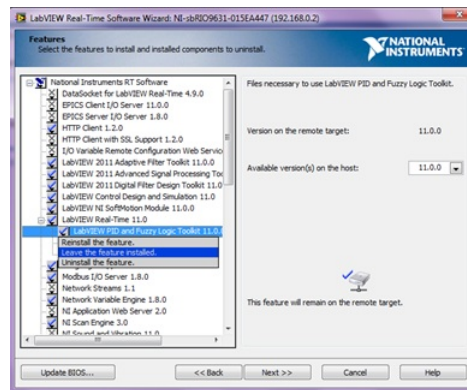 LabVIEW Real-Time Software Wizard: NI-sbRIO9631-015EA447 (192.168.0.2)
Features
Select the features to install and installed components to uninstall.
NATIONAL INSTRUMENTS
National Instruments RT Software
DataSocket for LabVIEW Real-Time 4.9.0
EPICS Client I/O Server 11.0.0
EPICS Server I/O Server 1.8.0
HTTP Client 1.2.0
HTTP Client with SSL Support 1.2.0
I/O Variable Remote Configuration Web Servic
LabVIEW 2011 Adaptive Filter Toolkit 11.0.0
LabVIEW 2011 Advanced Signal Processing Too
LabVIEW 2011 Digital Filter Design Toolkit 11.0
LabVIEW Control Design and Simulation 11.0
LabVIEW NI SoftMotion Module 11.0.0
LabVIEW Real-Time 11.0
LabVIEW PID and Fuzzy Logic Toolkit 11.0.
Reinstall the feature.
Leave the feature installed.
Uninstall the feature.
Modbus I/O Server 1.8.0
Network Streams 1.1
Network Variable Engine 1.8.0
NI Application Web Server 2.0
NI Scan Engine 3.0
NI Sound and Vibration 11.0
Files necessary to use LabVIEW PID and Fuzzy Logic Toolkit.
Version on the remote target: 11.0.0
Available version(s) on the host: 11.0.0
This feature will remain on the remote target.
Update BIOS... << Back Next >> Cancel Help